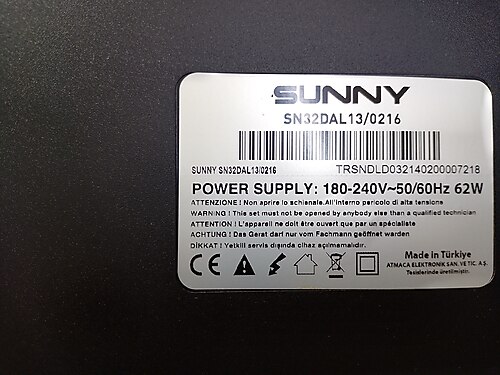 SUNNY
SN32DAL13/0216
SUNNY SN32DAL13/0216
TRSNDLD032140200007218
POWER SUPPLY: 180-240V~50/60Hz 62W
ATTENZIONE ! Non aprire lo schienale.All'interno pericolo di alta tensione
WARNING ! This set must not be opened by anybody else than a qualified technician
ATTENTION ! L'appareil ne doit être ouvert que par un spécialiste
ACHTUNG ! Das Gerat darf nur vom Fachmann geöffnet warden
DİKKAT ! Yetkili servis dışında cihaz açılmamalıdır.
CE
Made in Türkiye
ATMACA ELEKTRONİK SAN. VE TİC. A.Ş.
Tesislerinde üretilmiştir.